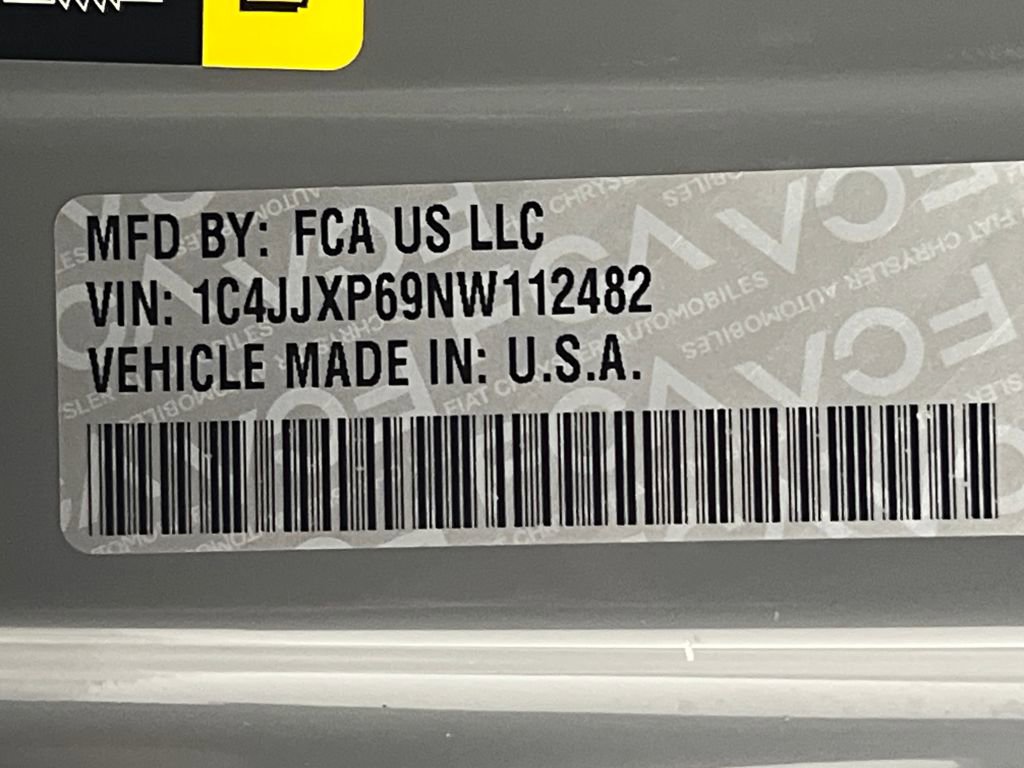 MFD BY: FCA US LLC
VIN: 1C4JJXP69NW112482
VEHICLE MADE IN: U.S.A.